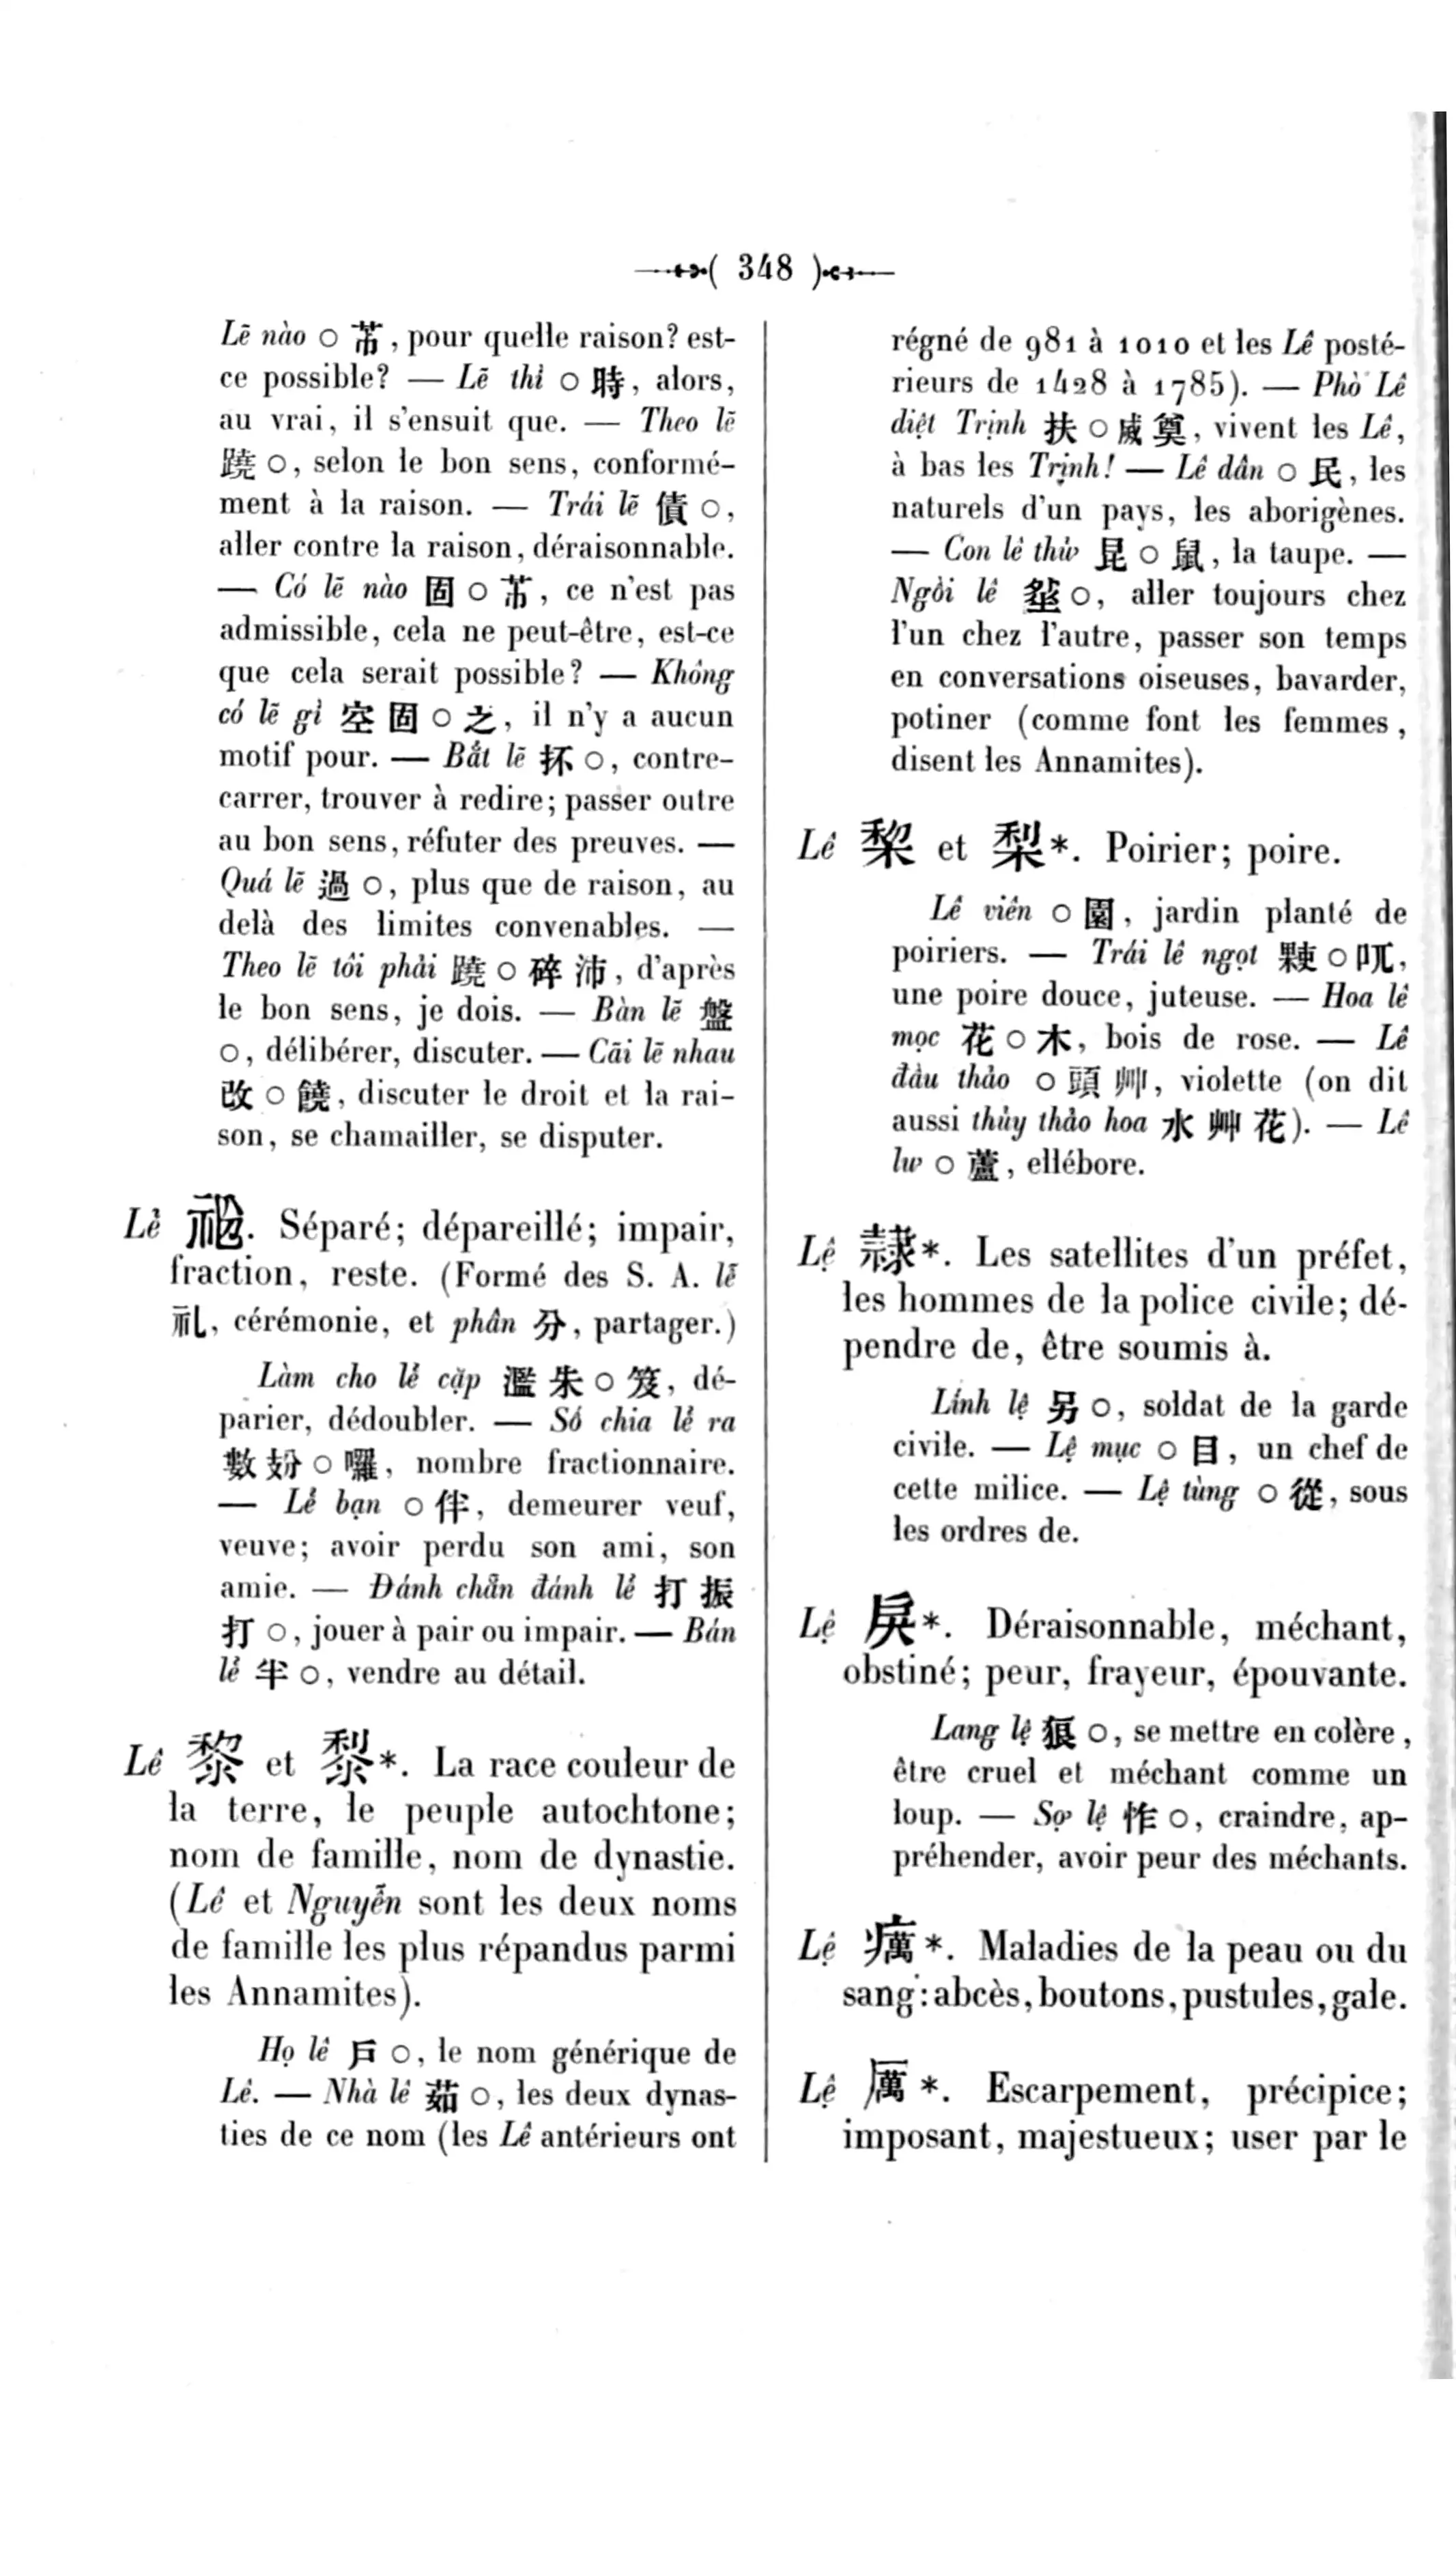 ( 348 )
Lẽ nào ○ 芇, pour quelle raison? est-
ce possible? — Lẽ thì ○ 時, alors,
au vrai, il s'ensuit que. — Theo lẽ
蹺 ○, selon le bon sens, conformé-
ment à la raison. — Trái lẽ 債 ○,
aller contre la raison, déraisonnable.
— Có lẽ nào 固 ○ 芇, ce n'est pas
admissible, cela ne peut-être, est-ce
que cela serait possible? — Không
có lẽ gì 空 固 ○ 之, il n'y a aucun
motif pour. — Bắt lẽ 抔 ○, contre-
carrer, trouver à redire; passer outre
au bon sens, réfuter des preuves. —
Quá lẽ 過 ○, plus que de raison, au
delà des limites convenables. —
Theo lẽ tôi phải 蹺 ○ 碎 沛, d'après
le bon sens, je dois. — Bàn lẽ 盤
○, délibérer, discuter. — Cãi lẽ nhau
改 ○ 饒, discuter le droit et la rai-
son, se chamailler, se disputer.
Lẻ. Séparé; dépareillé; impair,
fraction, reste. (Formé des S. A. lễ
礼, cérémonie, et phân 分, partager.)
Làm cho lẻ cặp 濫 朱 ○ 笈, dé-
parier, dédoubler. — Số chia lẻ ra
數 ○ 囉, nombre fractionnaire.
— Lẻ bạn ○ 伴, demeurer veuf,
veuve; avoir perdu son ami, son
amie. — Đánh chẵn đánh lẻ 打 振
打 ○, jouer à pair ou impair. — Bán
lẻ 半 ○, vendre au détail.
Lê 黎 et 𥠖*. La race couleur de
la terre, le peuple autochtone;
nom de famille, nom de dynastie.
(Lê et Nguyễn sont les deux noms
de famille les plus répandus parmi
les Annamites).
Họ lê 戶 ○, le nom générique de
Lê. — Nhà lê 茹 ○, les deux dynas-
ties de ce nom (les Lê antérieurs ont
régné de 981 à 1010 et les Lê posté-
rieurs de 1428 à 1785). — Phò Lê
diệt Trịnh 扶 ○ 威 奠, vivent les Lê,
à bas les Trịnh! — Lê dân ○ 民, les
naturels d'un pays, les aborigènes.
— Con lê thử 昆 ○ 鼠, la taupe. —
Ngồi lê ○, aller toujours chez
l'un chez l'autre, passer son temps
en conversations oiseuses, bavarder,
potiner (comme font les femmes,
disent les Annamites).
Lê 棃 et 梨*. Poirier; poire.
Lê viên ○ 園, jardin planté de
poiriers. — Trái lê ngọt ○,
une poire douce, juteuse. — Hoa lê
mọc 花 ○ 木, bois de rose. — Lê
đầu thảo ○ 頭 艸, violette (on dit
aussi thủy thảo hoa 水 艸 花). — Lê
lư ○ 蘆, ellébore.
Lệ 隷*. Les satellites d'un préfet,
les hommes de la police civile; dé-
pendre de, être soumis à.
Lính lệ 另 ○, soldat de la garde
civile. — Lệ mục ○ 目, un chef de
cette milice. — Lệ tùng ○ 從, sous
les ordres de.
Lệ 戾*. Déraisonnable, méchant,
obstiné; peur, frayeur, épouvante.
Lang lệ 狼 ○, se mettre en colère,
être cruel et méchant comme un
loup. — Sợ lệ 怍 ○, craindre, ap-
préhender, avoir peur des méchants.
Lệ 癘*. Maladies de la peau ou du
sang: abcès, boutons, pustules, gale.
Lệ 厲*. Escarpement, précipice;
imposant, majestueux; user par le